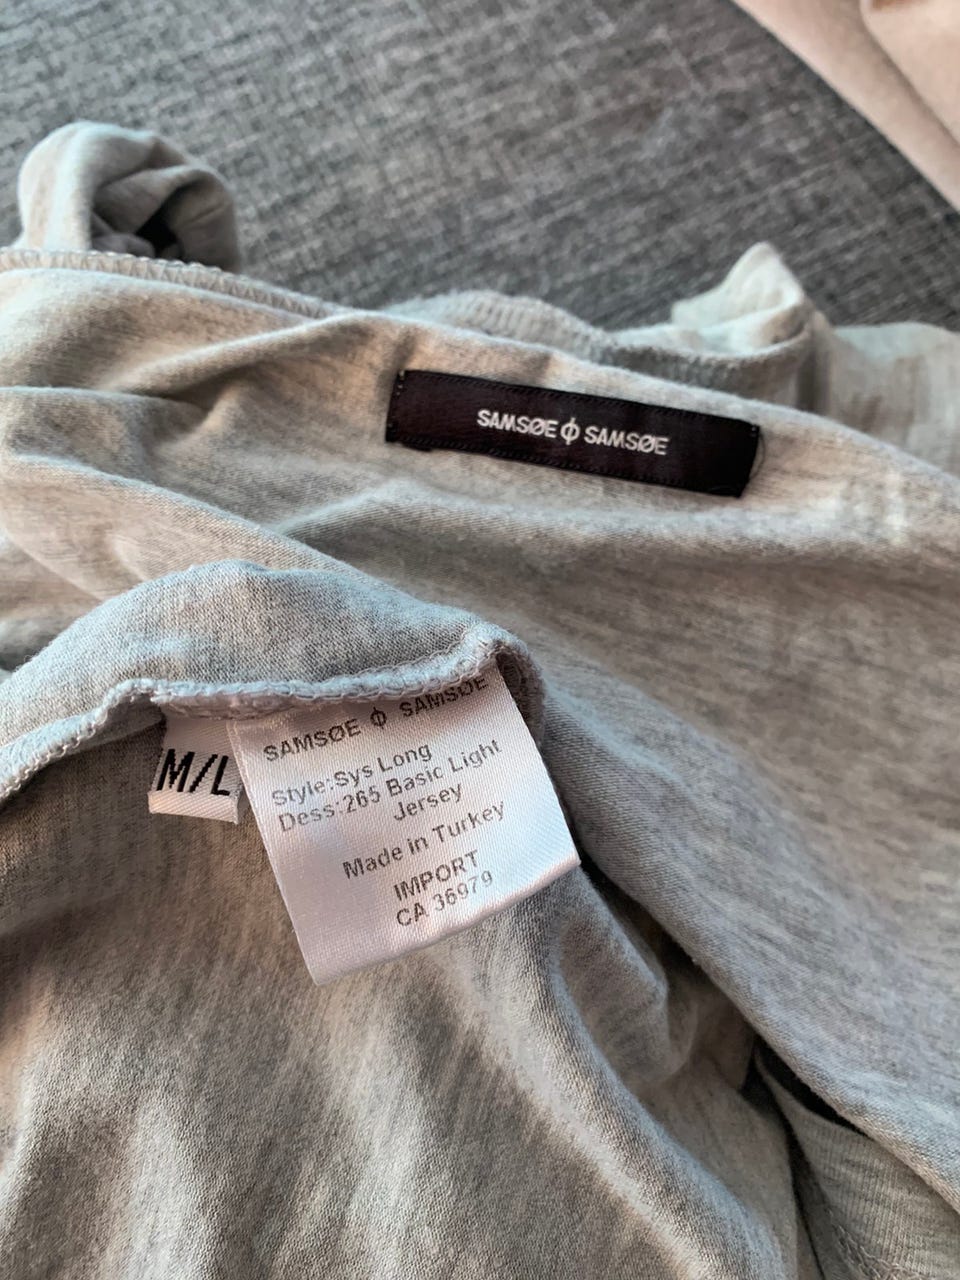 SAMSØE ɸ SAMSØE
M/L
SAMSØE ɸ SAMSØE
Style:Sys Long
Dess:265 Basic Light
Jersey
Made in Turkey
IMPORT
CA 36979